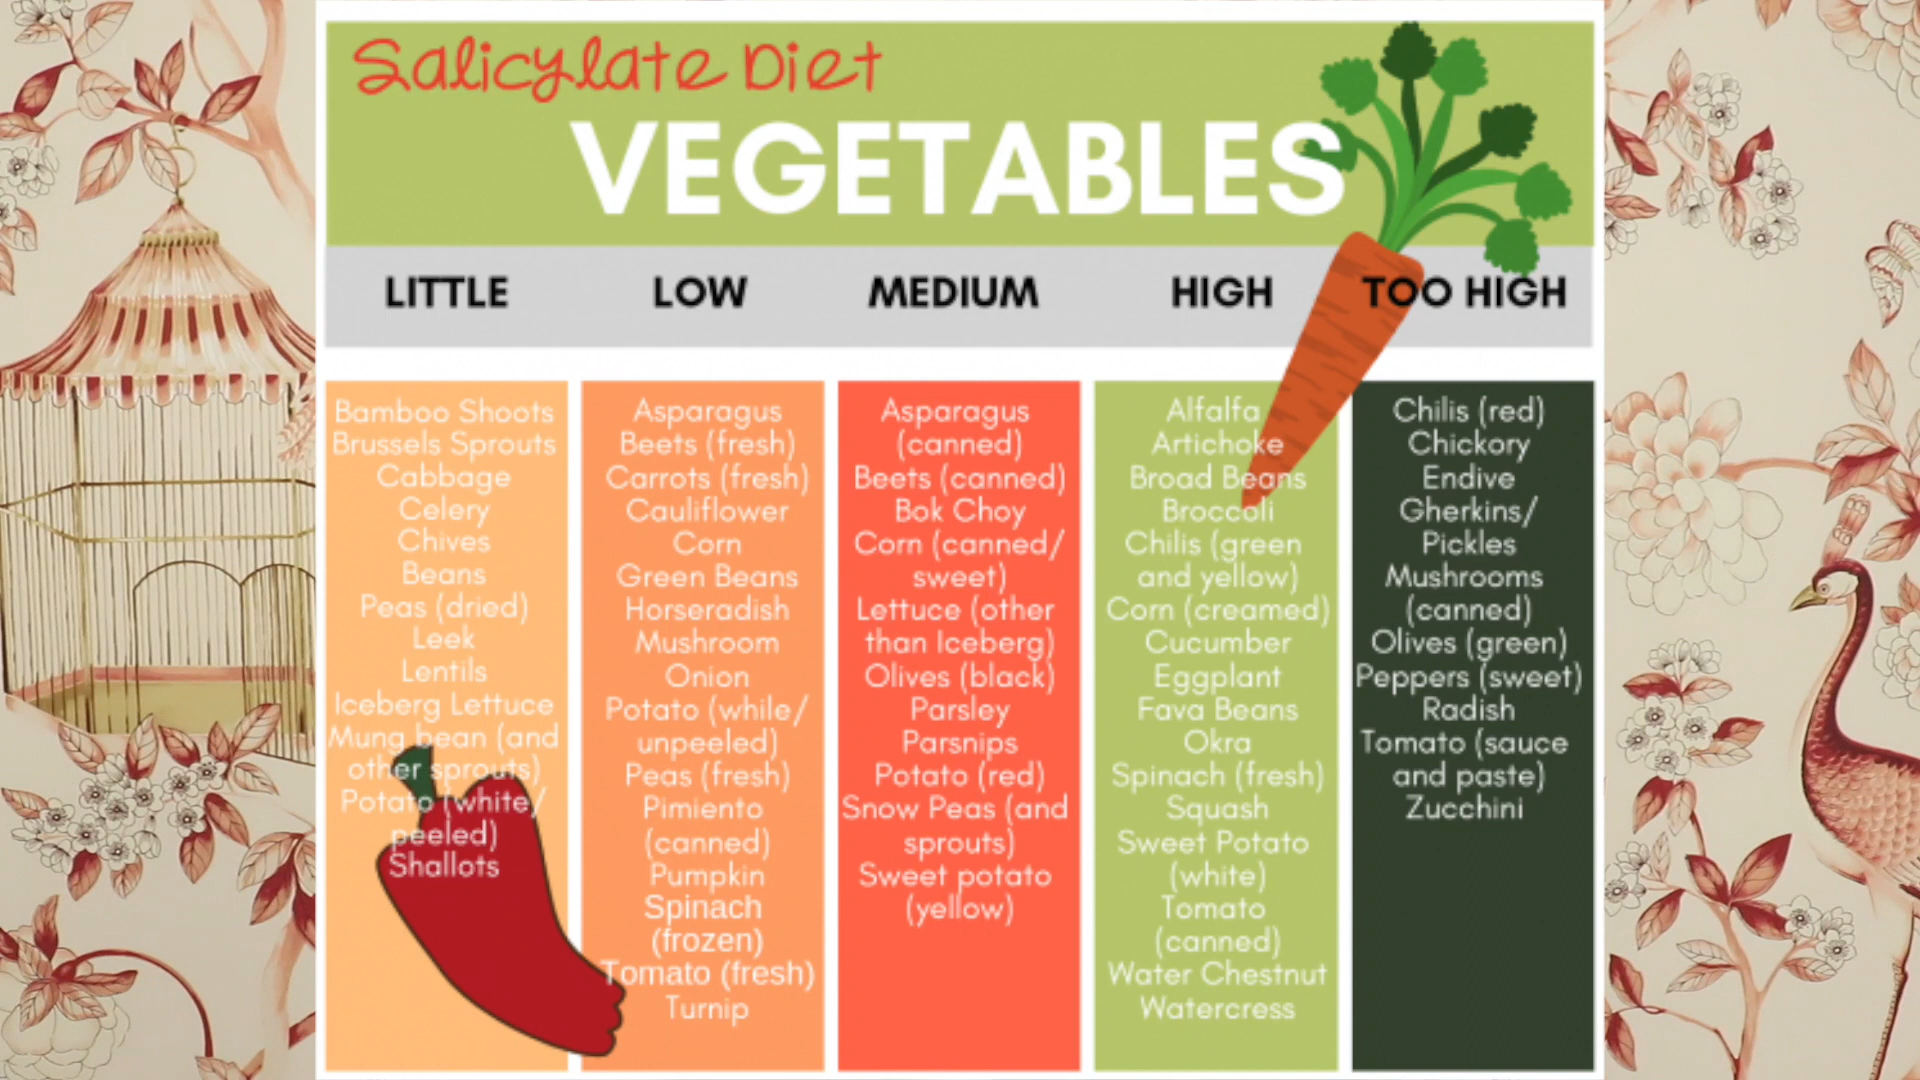 Salicylate Diet
VEGETABLES
LITTLE
LOW
MEDIUM
HIGH
TOO HIGH
Bamboo Shoots
Brussels Sprouts
Cabbage
Celery
Chives
Beans
Peas (dried)
Leek
Lentils
Iceberg Lettuce
Mung bean (and
other sprouts)
Potato (white/
peeled)
Shallots
Asparagus
Beets (fresh)
Carrots (fresh)
Cauliflower
Corn
Green Beans
Horseradish
Mushroom
Onion
Potato (while/
unpeeled)
Peas (fresh)
Pimiento
(canned)
Pumpkin
Spinach
(frozen)
Tomato (fresh)
Turnip
Asparagus
(canned)
Beets (canned)
Bok Choy
Corn (canned/
sweet)
Lettuce (other
than Iceberg)
Olives (black)
Parsley
Parsnips
Potato (red)
Snow Peas (and
sprouts)
Sweet potato
(yellow)
Alfalfa
Artichoke
Broad Beans
Broccoli
Chilis (green
and yellow)
Corn (creamed)
Cucumber
Eggplant
Fava Beans
Okra
Spinach (fresh)
Squash
Sweet Potato
(white)
Tomato
(canned)
Water Chestnut
Watercress
Chilis (red)
Chickory
Endive
Gherkins/
Pickles
Mushrooms
(canned)
Olives (green)
Peppers (sweet)
Radish
Tomato (sauce
and paste)
Zucchini